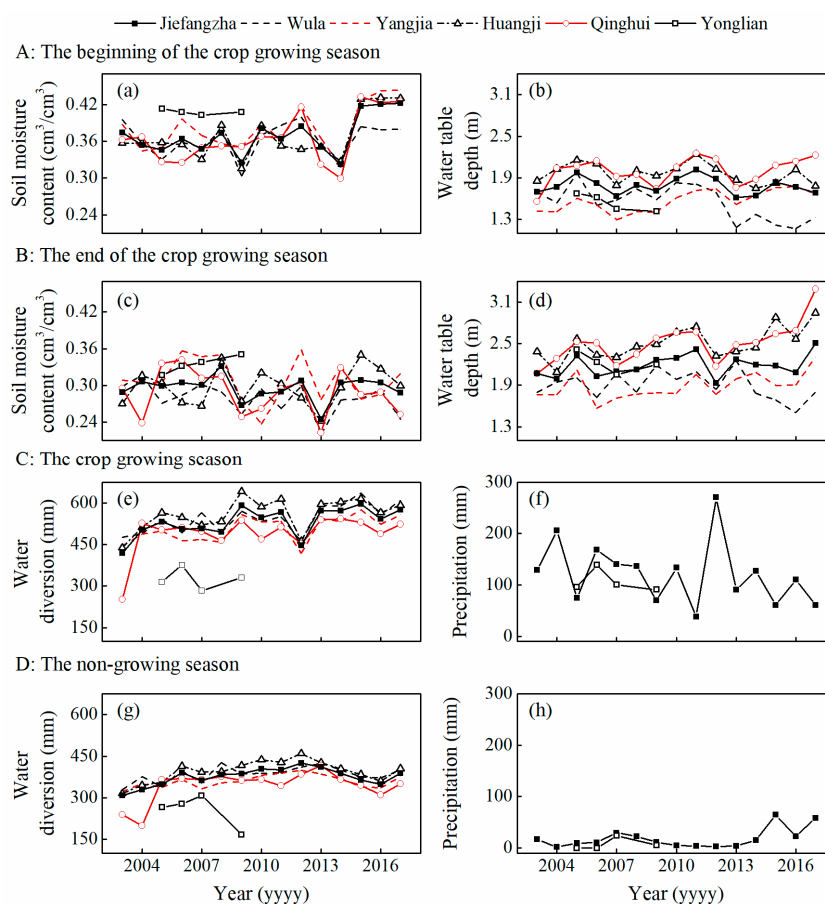 Jiefangzha Wula Yangjia Huangji Qinghui Yonglian
A: The beginning of the crop growing season
(a)
Soil moisture
content (cm³/cm³)
0.42
0.36
0.30
0.24
(b)
Water table
depth (m)
3.1
2.5
1.9
1.3
B: The end of the crop growing season
(c)
Soil moisture
content (cm³/cm³)
0.42
0.36
0.30
0.24
(d)
Water table
depth (m)
3.1
2.5
1.9
1.3
C: The crop growing season
(e)
Water
diversion (mm)
600
450
300
150
(f)
Precipitation (mm)
300
200
100
0
D: The non-growing season
(g)
Water
diversion (mm)
600
450
300
150
2004 2007 2010 2013 2016
Year (yyyy)
(h)
Precipitation (mm)
300
200
100
0
2004 2007 2010 2013 2016
Year (yyyy)